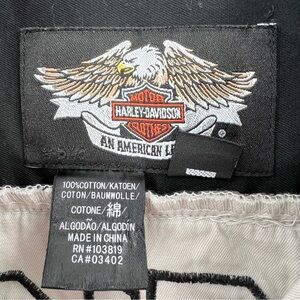 MOTOR
HARLEY-DAVIDSON
CLOTHES
®
AN AMERICAN LE
100%COTTON/KATOEN/
COTON/BAUMWOLLE/
COTONE/綿/
ALGODÃO/ALGODÓN
MADE IN CHINA
RN#103819
CA#03402